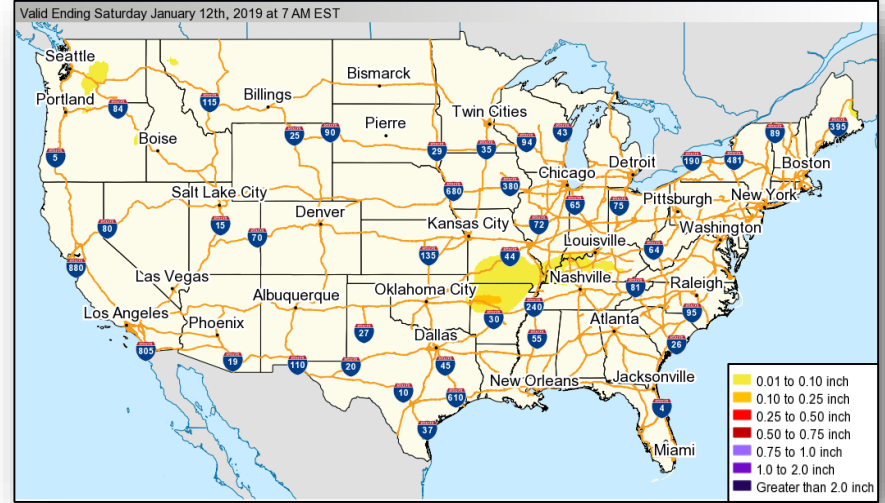 Valid Ending Saturday January 12th, 2019 at 7 AM EST
Seattle
Portland
84
115
Billings
Bismarck
Boise
25
90
Pierre
Twin Cities
29
35
94
43
5
Detroit
190
481
89
395
Boston
Chicago
Salt Lake City
680
380
65
75
Pittsburgh
New York
80
15
70
Denver
Kansas City
72
Louisville
64
Washington
880
135
44
Las Vegas
Albuquerque
Oklahoma City
Nashville
81
Raleigh
Los Angeles
Phoenix
30
240
95
805
19
110
27
20
Dallas
45
55
Atlanta
26
10
610
New Orleans
Jacksonville
37
4
Miami
0.01 to 0.10 inch
0.10 to 0.25 inch
0.25 to 0.50 inch
0.50 to 0.75 inch
0.75 to 1.0 inch
1.0 to 2.0 inch
Greater than 2.0 inch